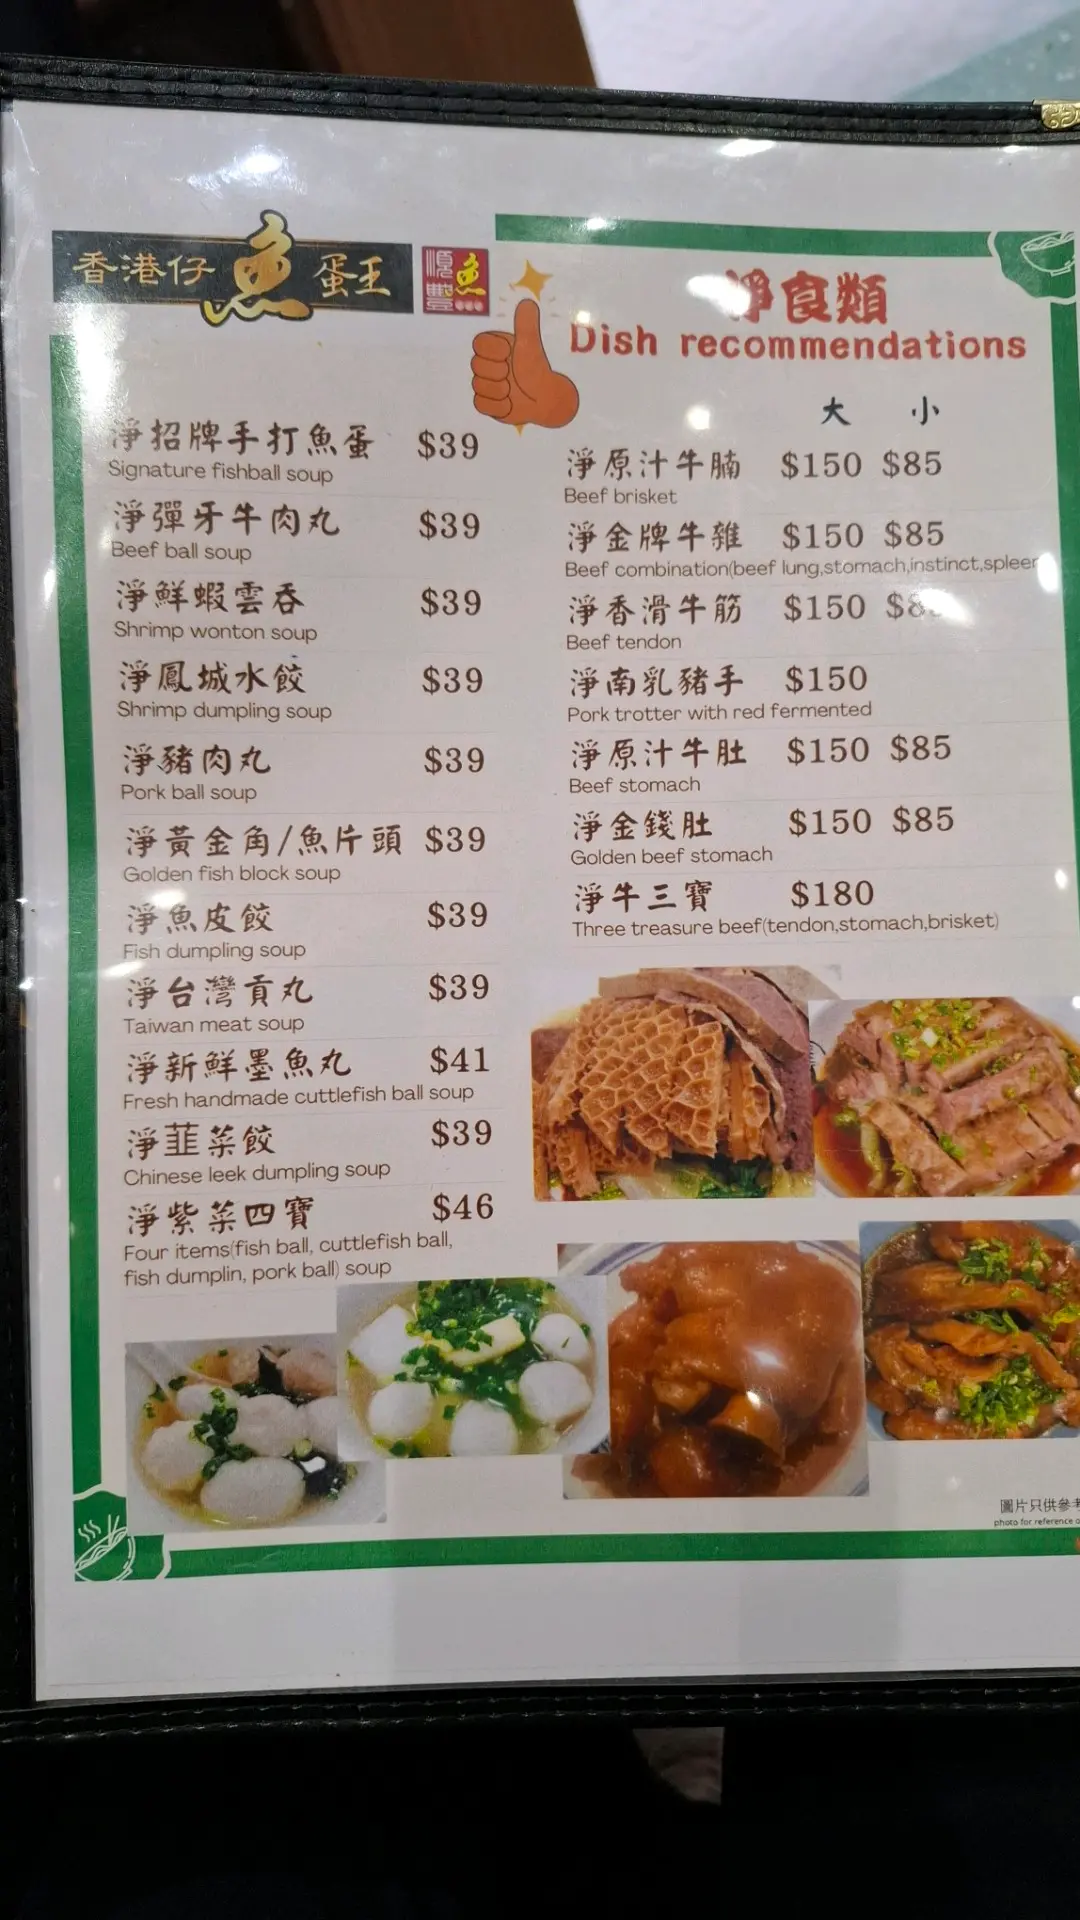 香港仔魚蛋王
順豐魚
淨食類
Dish recommendations
淨招牌手打魚蛋 $39
Signature fishball soup
淨彈牙牛肉丸 $39
Beef ball soup
淨鮮蝦雲吞 $39
Shrimp wonton soup
淨鳳城水餃 $39
Shrimp dumpling soup
淨豬肉丸 $39
Pork ball soup
淨黃金角/魚片頭 $39
Golden fish block soup
淨魚皮餃 $39
Fish dumpling soup
淨台灣貢丸 $39
Taiwan meat soup
淨新鮮墨魚丸 $41
Fresh handmade cuttlefish ball soup
淨韮菜餃 $39
Chinese leek dumpling soup
淨紫菜四寶 $46
Four items(fish ball, cuttlefish ball,
fish dumplin, pork ball) soup
大 小
淨原汁牛腩 $150 $85
Beef brisket
淨金牌牛雜 $150 $85
Beef combination(beef lung,stomach,instinct,spleen
淨香滑牛筋 $150
Beef tendon
淨南乳豬手 $150
Pork trotter with red fermented
淨原汁牛肚 $150 $85
Beef stomach
淨金錢肚 $150 $85
Golden beef stomach
淨牛三寶 $180
Three treasure beef(tendon,stomach,brisket)
圖片只供參考
photo for reference